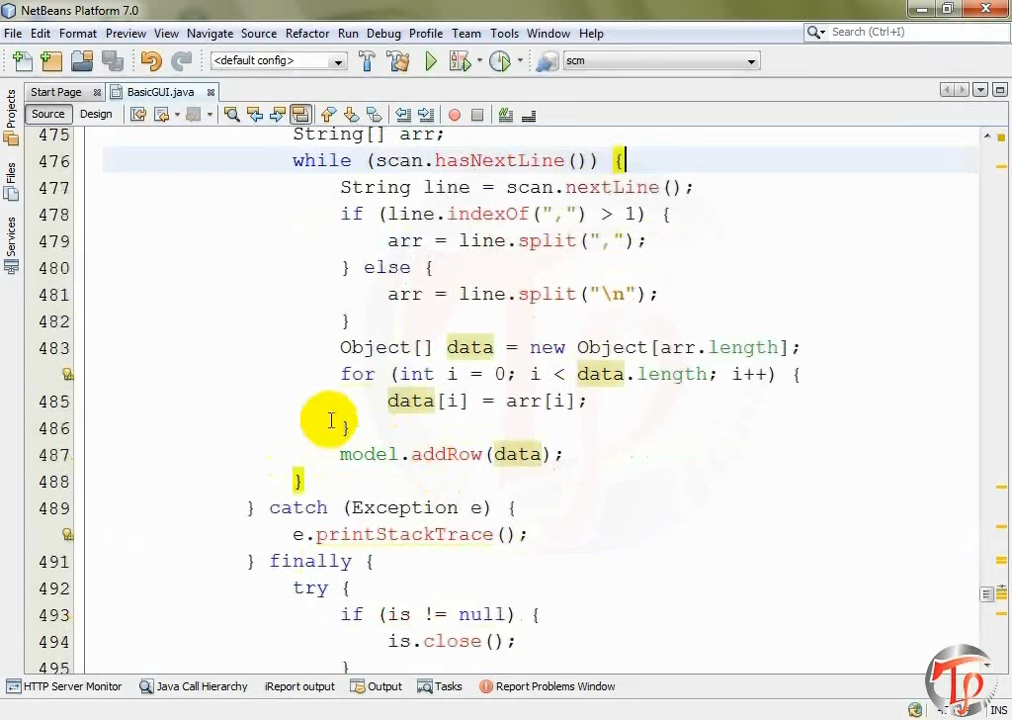 NetBeans Platform 7.0
File Edit Format Preview View Navigate Source Refactor Run Debug Profile Team Tools Window Help
Search (Ctrl+I)
<default config> scm
Start Page BasicGUI.java
Source Design
Projects
Files
Services
475 String[] arr;
476 while (scan.hasNextLine()) {
477 String line = scan.nextLine();
478 if (line.indexOf(",") > 1) {
479 arr = line.split(",");
480 } else {
481 arr = line.split("\n");
482 }
483 Object[] data = new Object[arr.length];
for (int i = 0; i < data.length; i++) {
485 data[i] = arr[i];
486 }
487 model.addRow(data);
488 }
489 } catch (Exception e) {
e.printStackTrace();
491 } finally {
492 try {
493 if (is != null) {
494 is.close();
495 }
HTTP Server Monitor Java Call Hierarchy iReport output Output Tasks Report Problems Window
INS